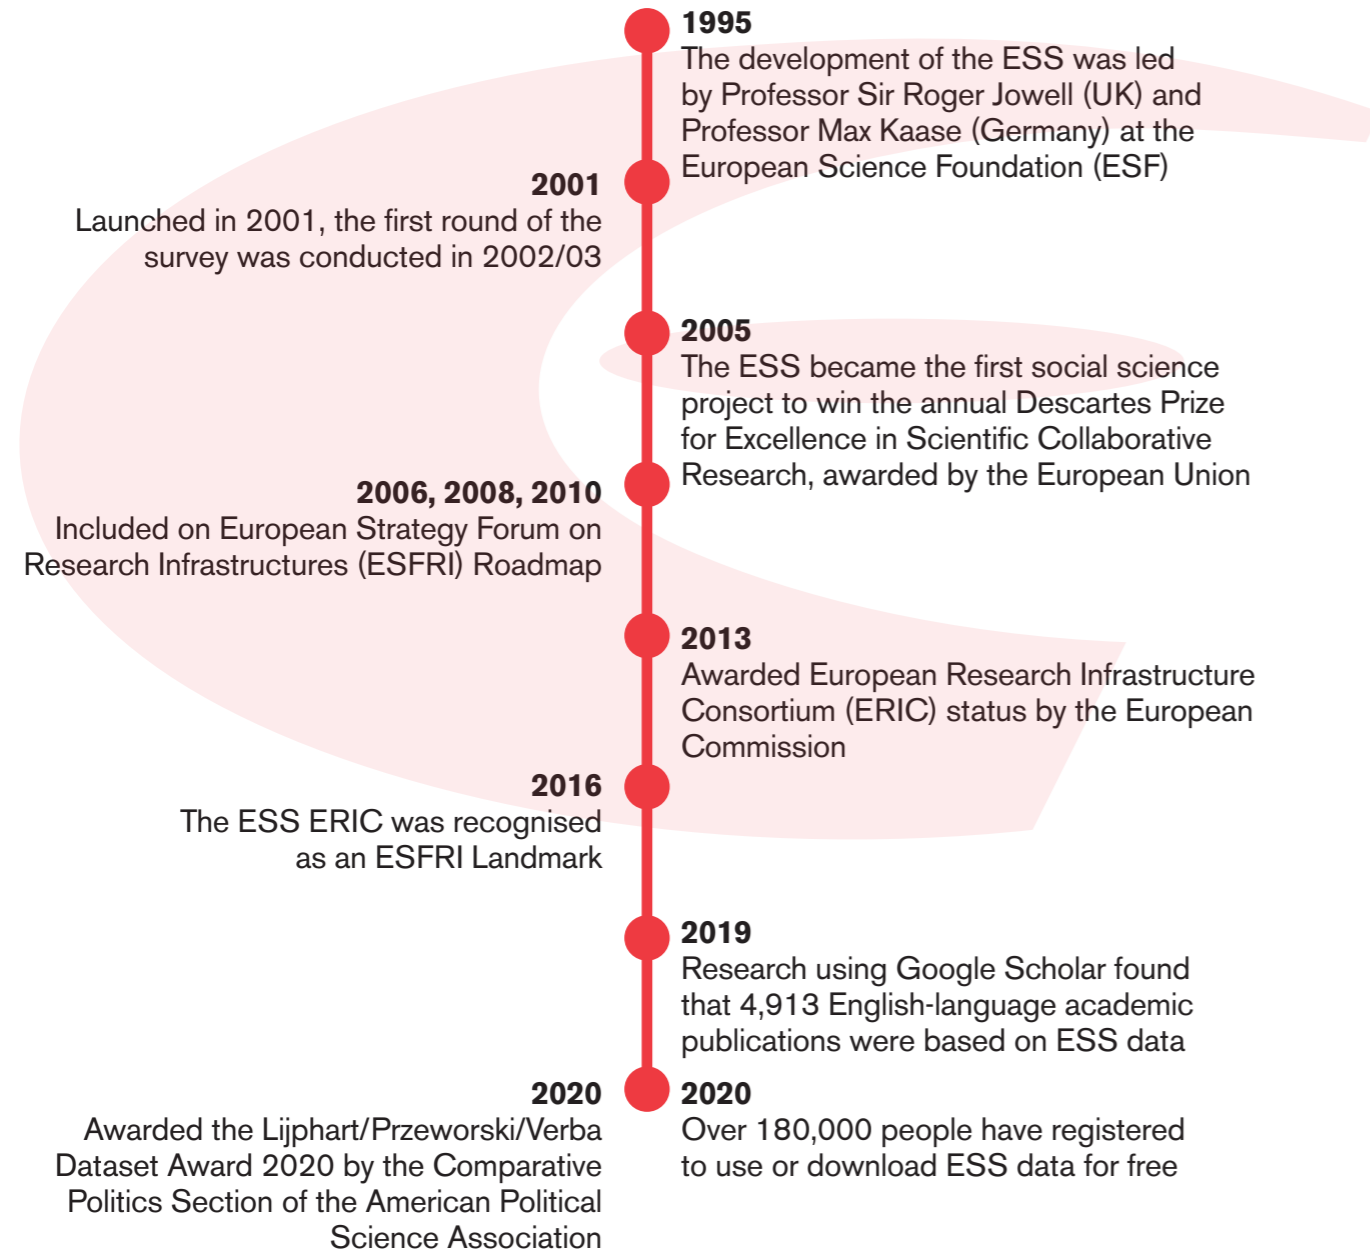 1995
The development of the ESS was led
by Professor Sir Roger Jowell (UK) and
Professor Max Kaase (Germany) at the
European Science Foundation (ESF)
2001
Launched in 2001, the first round of the
survey was conducted in 2002/03
2005
The ESS became the first social science
project to win the annual Descartes Prize
for Excellence in Scientific Collaborative
Research, awarded by the European Union
2006, 2008, 2010
Included on European Strategy Forum on
Research Infrastructures (ESFRI) Roadmap
2013
Awarded European Research Infrastructure
Consortium (ERIC) status by the European
Commission
2016
The ESS ERIC was recognised
as an ESFRI Landmark
2019
Research using Google Scholar found
that 4,913 English-language academic
publications were based on ESS data
2020
Awarded the Lijphart/Przeworski/Verba
Dataset Award 2020 by the Comparative
Politics Section of the American Political
Science Association
2020
Over 180,000 people have registered
to use or download ESS data for free